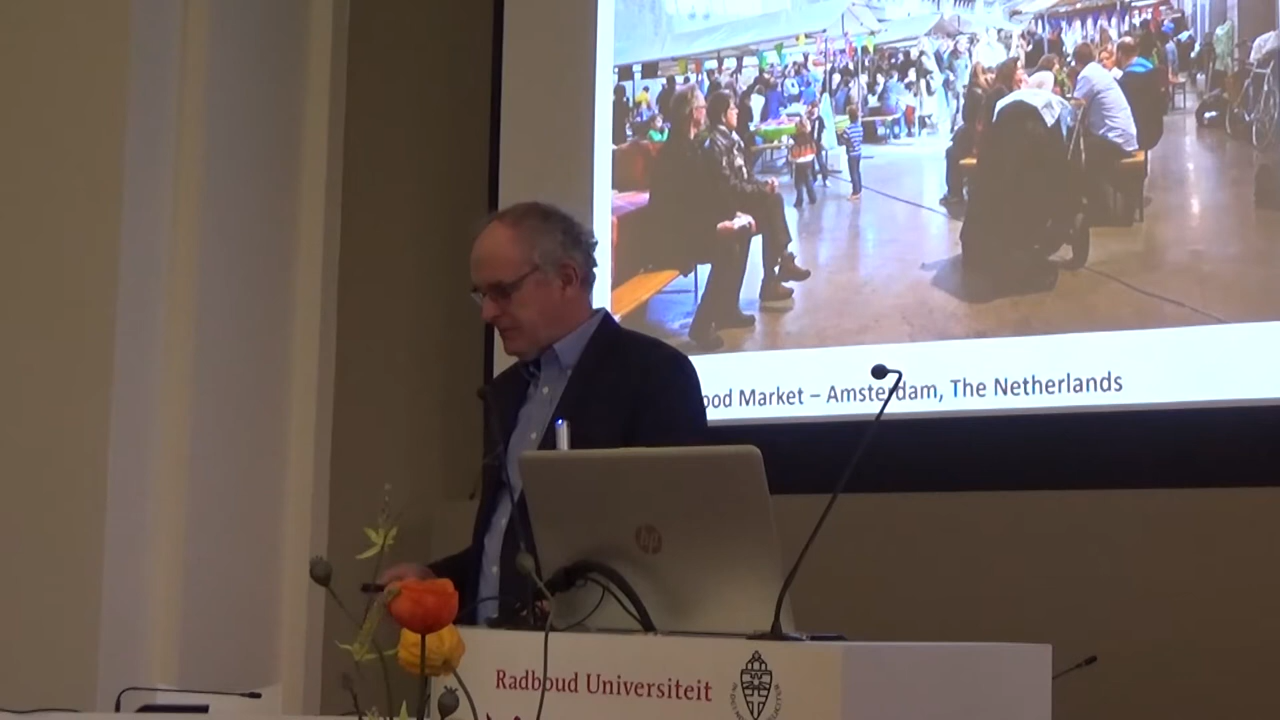 ood Market – Amsterdam, The Netherlands
hp
Radboud Universiteit